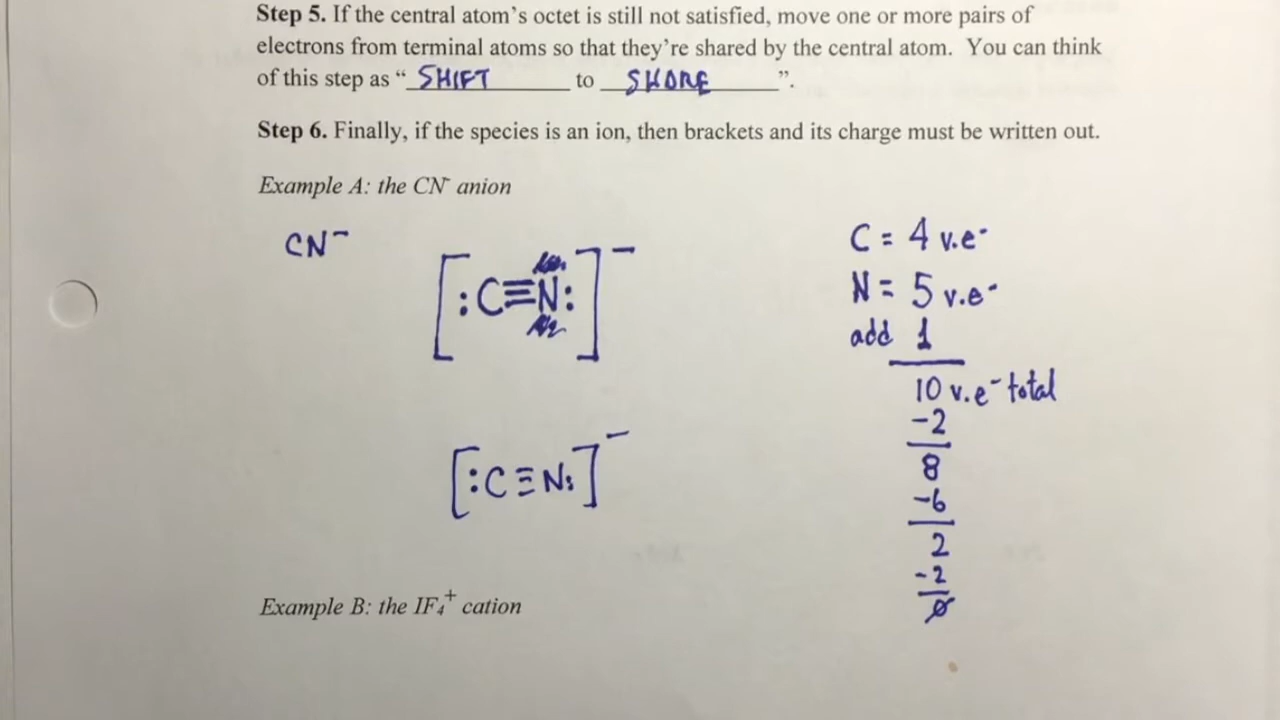 Step 5. If the central atom's octet is still not satisfied, move one or more pairs of
electrons from terminal atoms so that they're shared by the central atom. You can think
of this step as " SHIFT to SHARE ".
Step 6. Finally, if the species is an ion, then brackets and its charge must be written out.
Example A: the CN⁻ anion
CN⁻
[:C≡N:]⁻
[:C≡N:]⁻
C = 4 v.e⁻
N = 5 v.e⁻
add 1
10 v.e⁻ total
-2
8
-6
2
-2
0
Example B: the IF₄⁺ cation